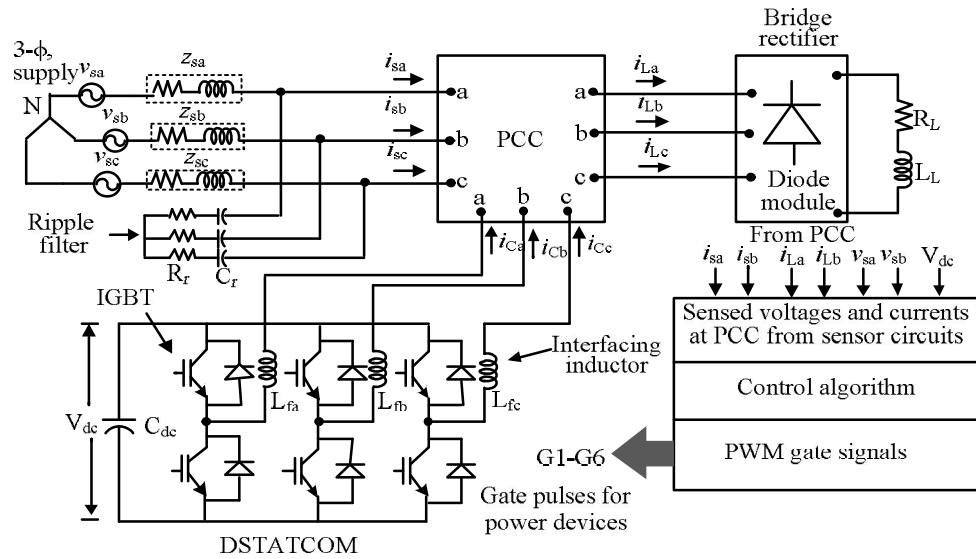 3-ϕ,
supply
v_sa
z_sa
N
v_sb
z_sb
v_sc
z_sc
Ripple
filter
R_r
C_r
i_sa
i_sb
i_sc
a
b
c
PCC
a
b
c
a
b
c
i_Ca
i_Cb
i_Cc
i_La
i_Lb
i_Lc
Bridge
rectifier
Diode
module
R_L
L_L
From PCC
i_sa
i_sb
i_La
i_Lb
v_sa
v_sb
V_dc
Sensed voltages and currents
at PCC from sensor circuits
Control algorithm
PWM gate signals
G1-G6
Gate pulses for
power devices
IGBT
V_dc
C_dc
L_fa
L_fb
L_fc
Interfacing
inductor
DSTATCOM